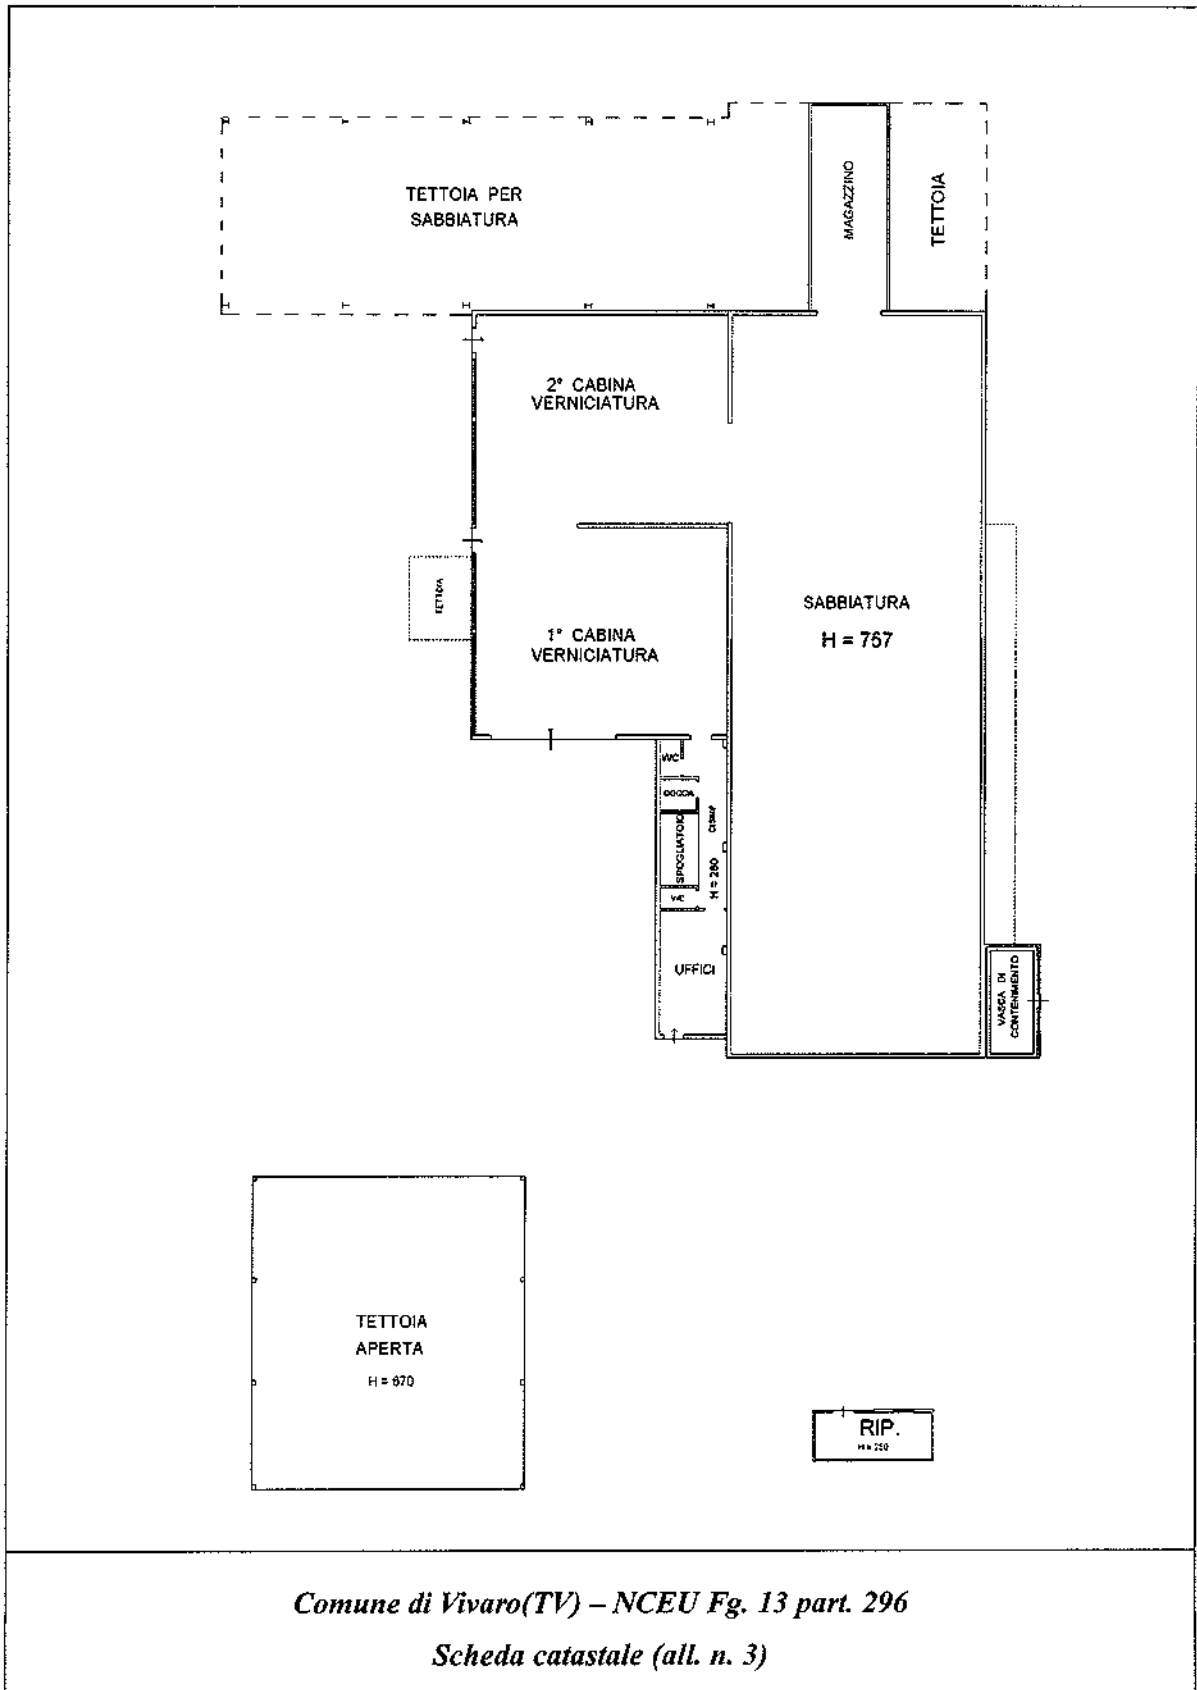 TETTOIA PER
SABBIATURA
MAGAZZINO
TETTOIA
2° CABINA
VERNICIATURA
TETTOIA
1° CABINA
VERNICIATURA
SABBIATURA
H = 757
WC
DOCCIA
SPOGLIATOIO
DISIMP
H = 280
UFFICI
VASCA DI
CONTENIMENTO
TETTOIA
APERTA
H = 670
RIP.
H = 250
Comune di Vivaro(TV) – NCEU Fg. 13 part. 296
Scheda catastale (all. n. 3)